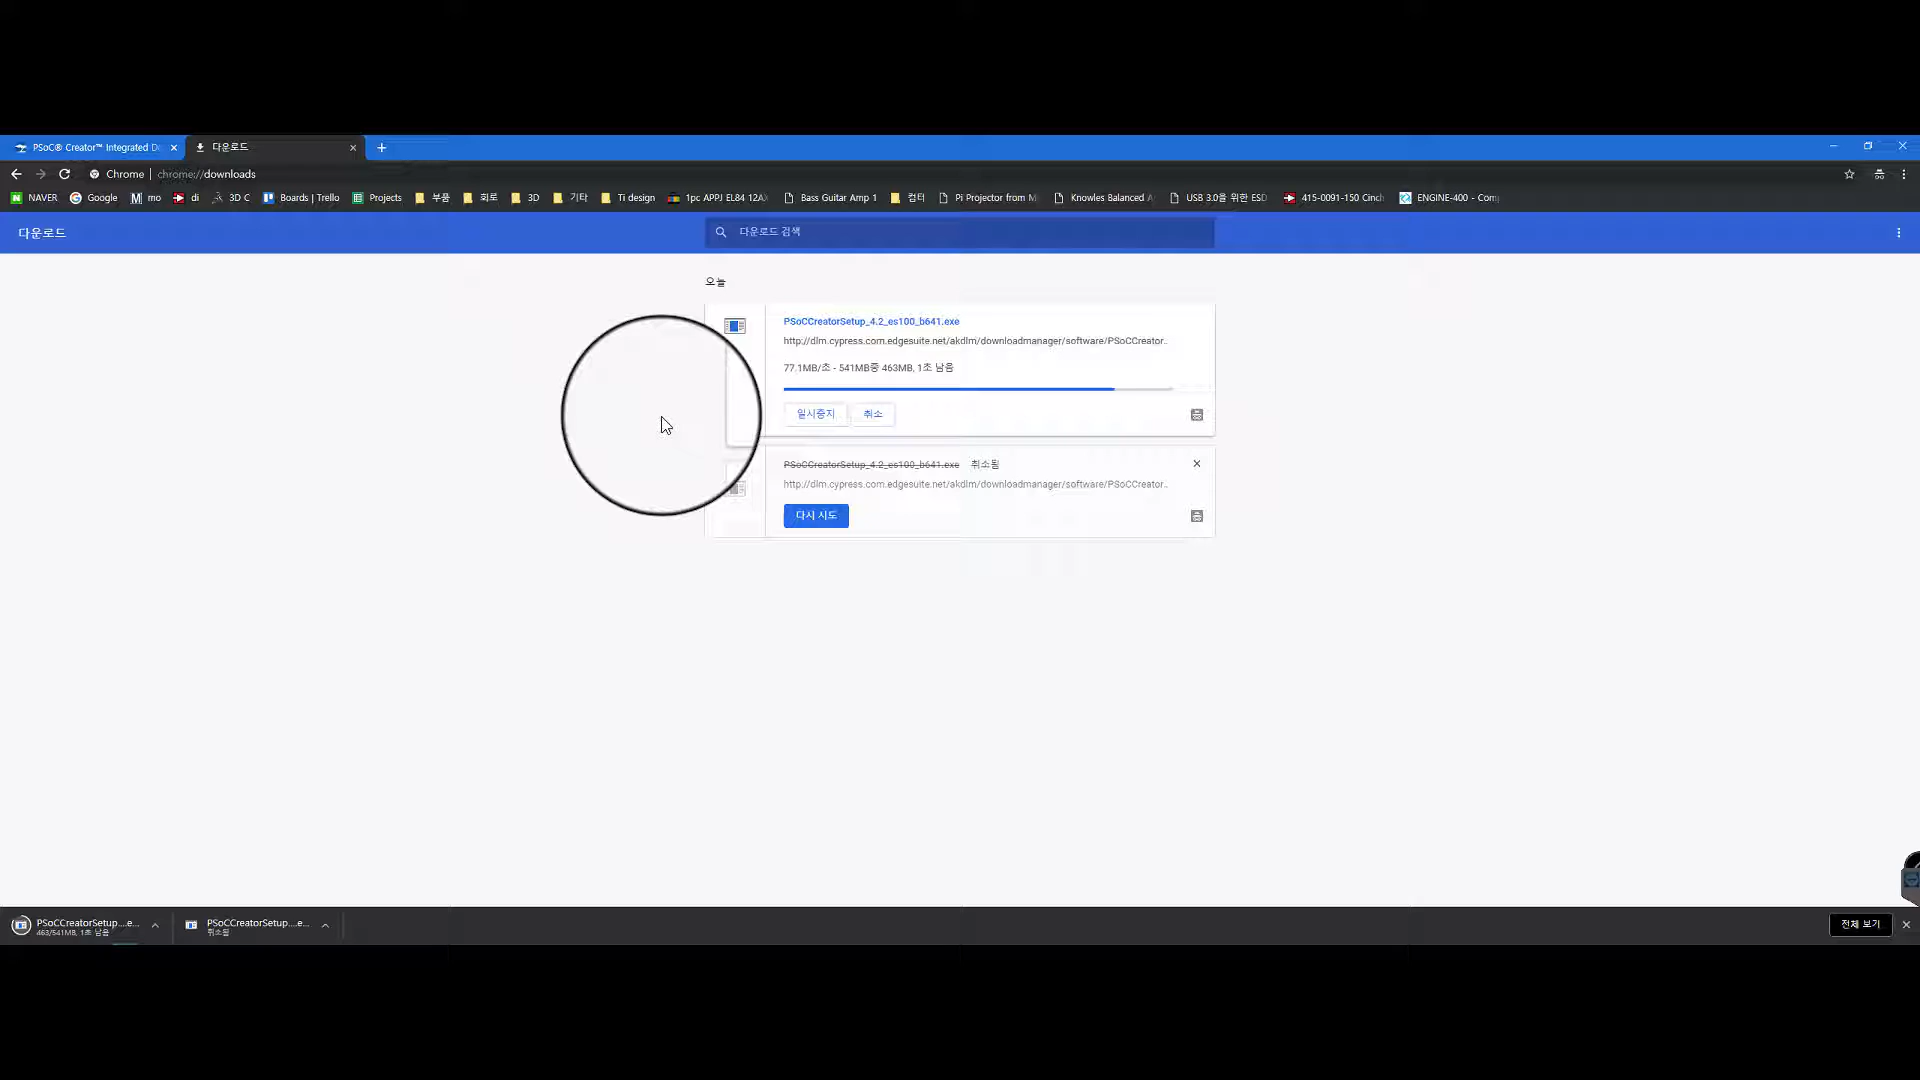 PSoC® Creator™ Integrated D
다운로드
Chrome chrome://downloads
NAVER Google mo di 3D C Boards | Trello Projects 부품 회로 3D 기타 Ti design 1pc APPJ EL84 12A Bass Guitar Amp 1 컴터 Pi Projector from M Knowles Balanced A USB 3.0을 위한 ESD 415-0091-150 Cinch ENGINE-400 - Com
다운로드
다운로드 검색
오늘
PSoCCreatorSetup_4.2_es100_b641.exe
http://dlm.cypress.com.edgesuite.net/akdlm/downloadmanager/software/PSoCCreator..
77.1MB/초 - 541MB중 463MB, 1초 남음
일시중지 취소
PSoCCreatorSetup_4.2_es100_b641.exe 취소됨
http://dlm.cypress.com.edgesuite.net/akdlm/downloadmanager/software/PSoCCreator..
다시 시도
PSoCCreatorSetup....e...
463/541MB, 1초 남음
PSoCCreatorSetup....e...
취소됨
전체 보기